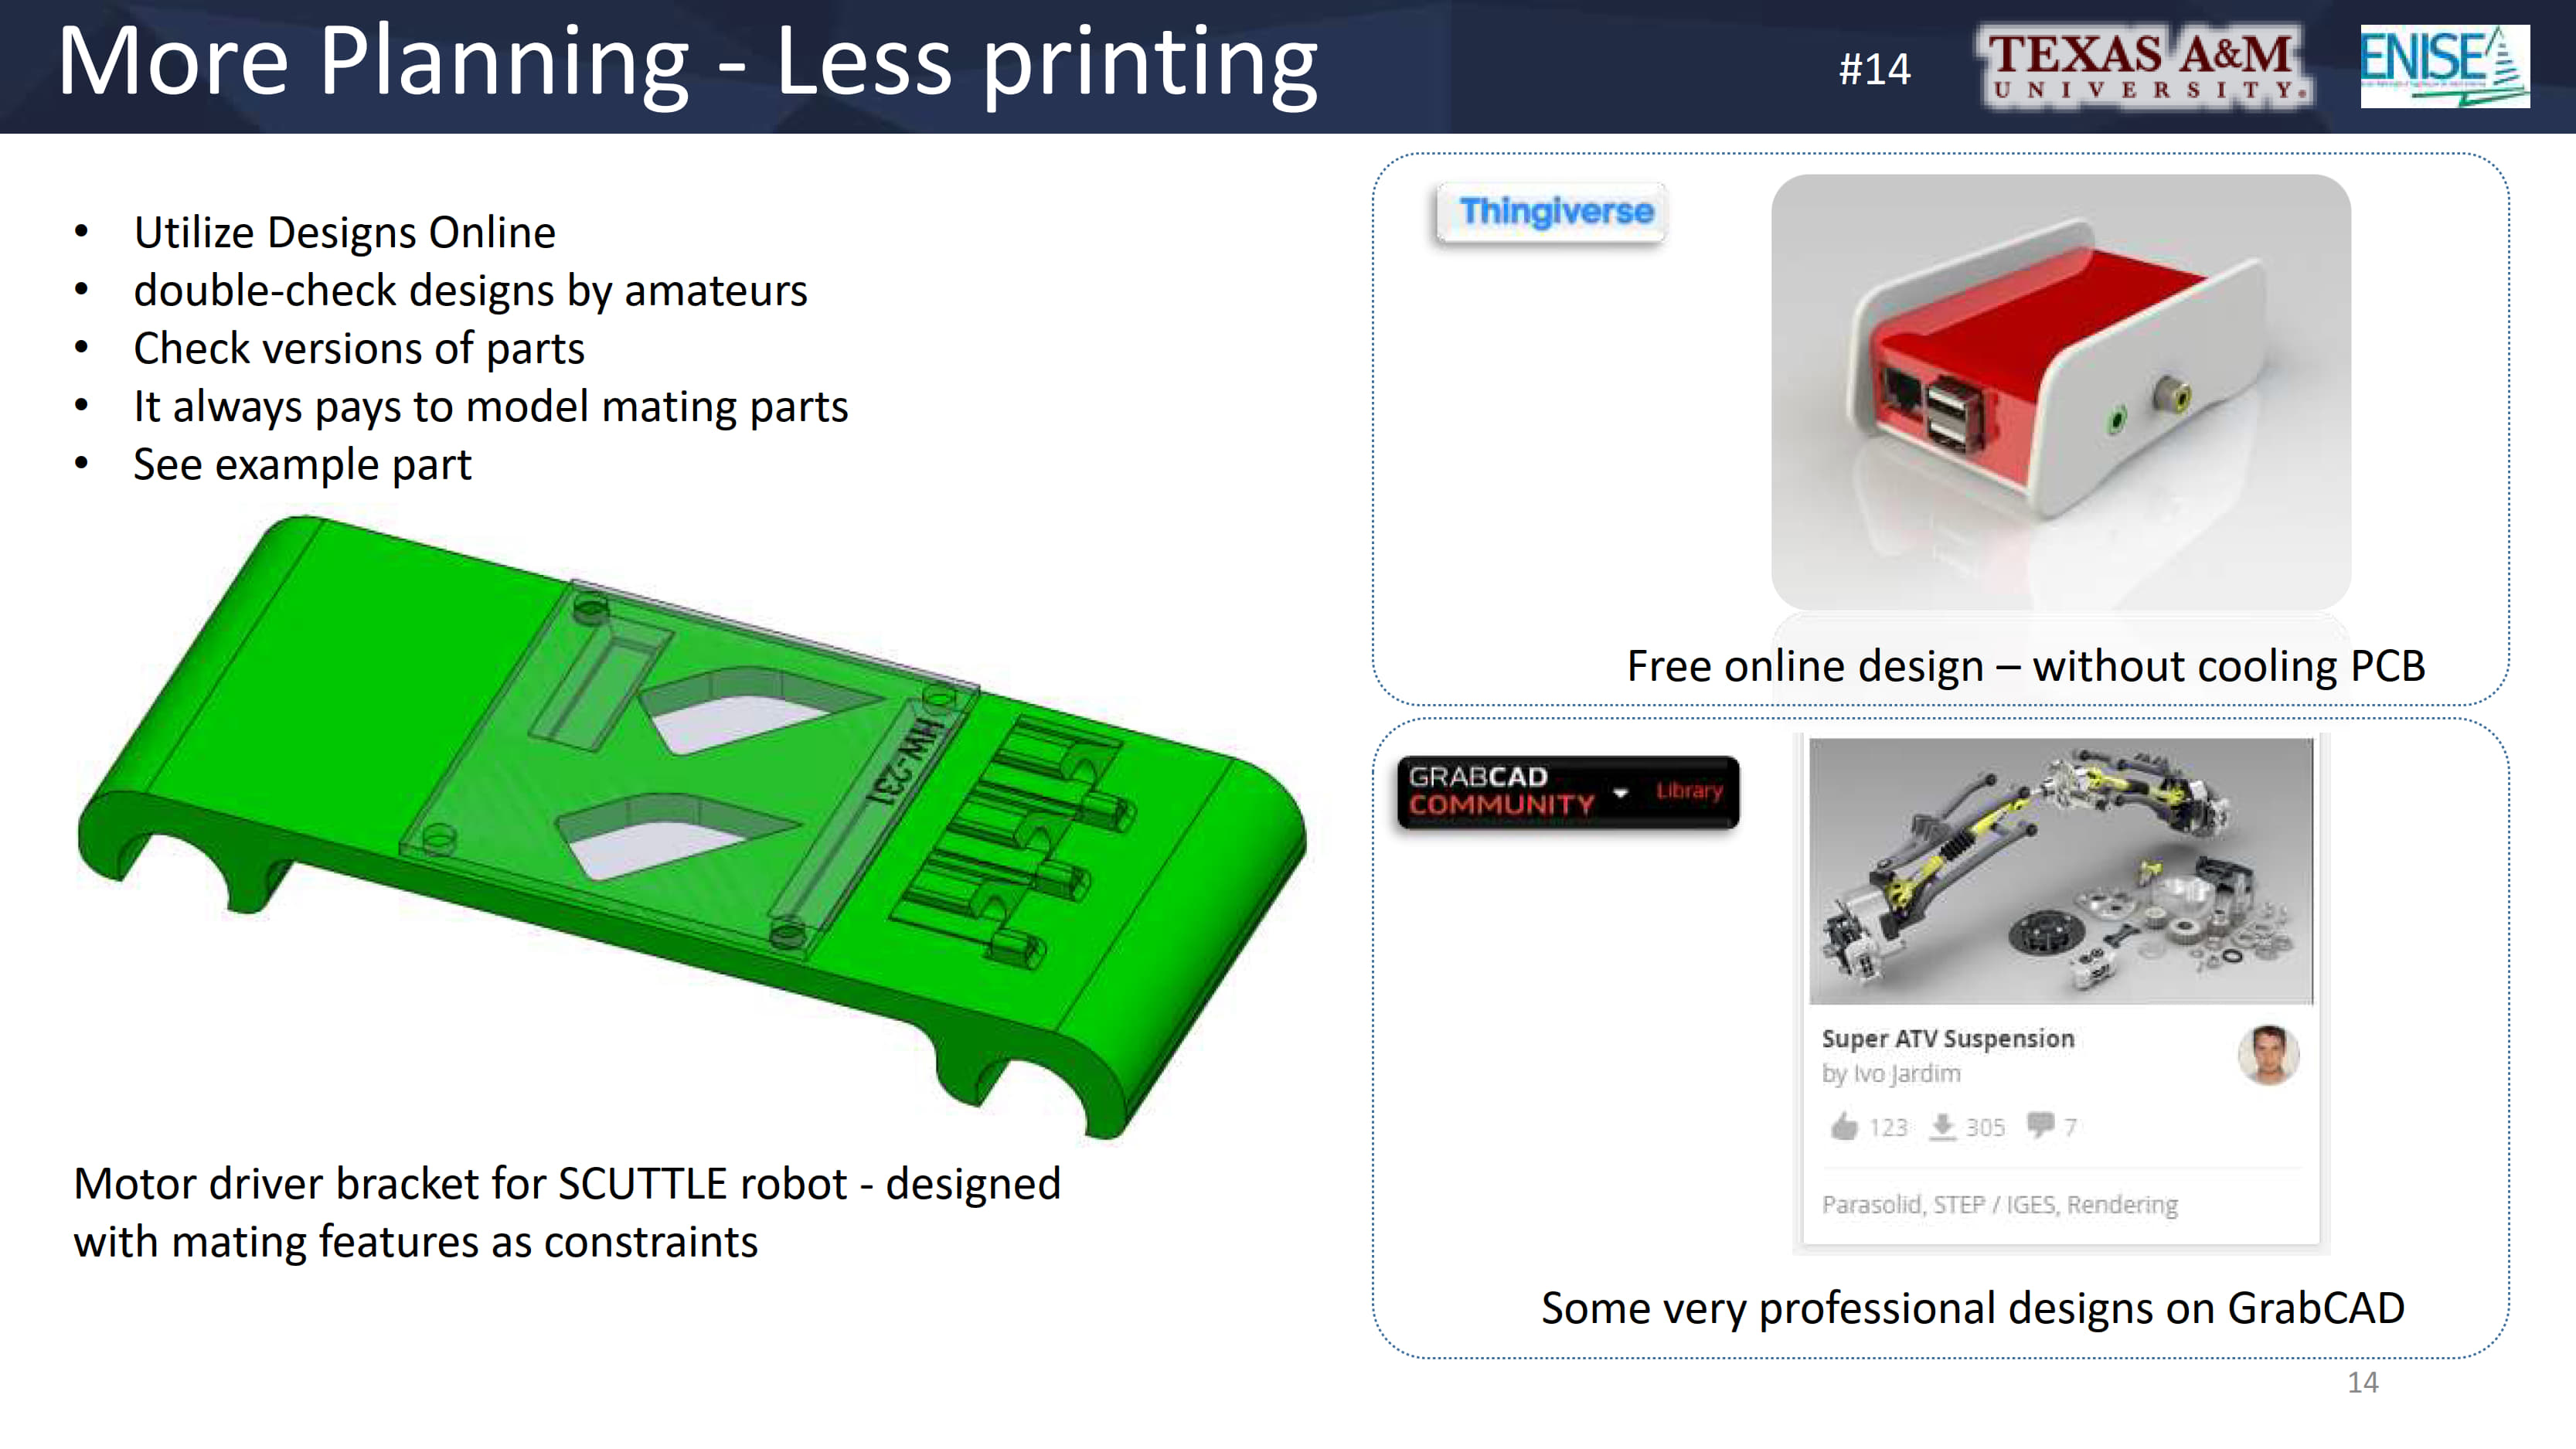 More Planning - Less printing
#14
TEXAS A&M
UNIVERSITY®
ENISE
• Utilize Designs Online
• double-check designs by amateurs
• Check versions of parts
• It always pays to model mating parts
• See example part
HW-231
Motor driver bracket for SCUTTLE robot - designed
with mating features as constraints
Thingiverse
Free online design – without cooling PCB
GRABCAD
COMMUNITY
Library
Super ATV Suspension
by Ivo Jardim
123 305 7
Parasolid, STEP / IGES, Rendering
Some very professional designs on GrabCAD
14